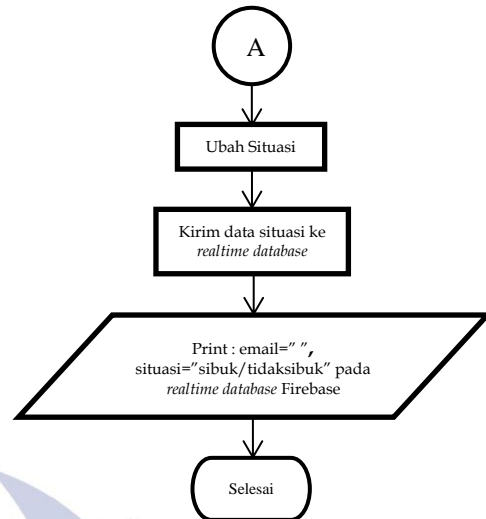 A
Ubah Situasi
Kirim data situasi ke
realtime database
Print : email=” ”,
situasi=”sibuk/tidaksibuk” pada
realtime database Firebase
Selesai